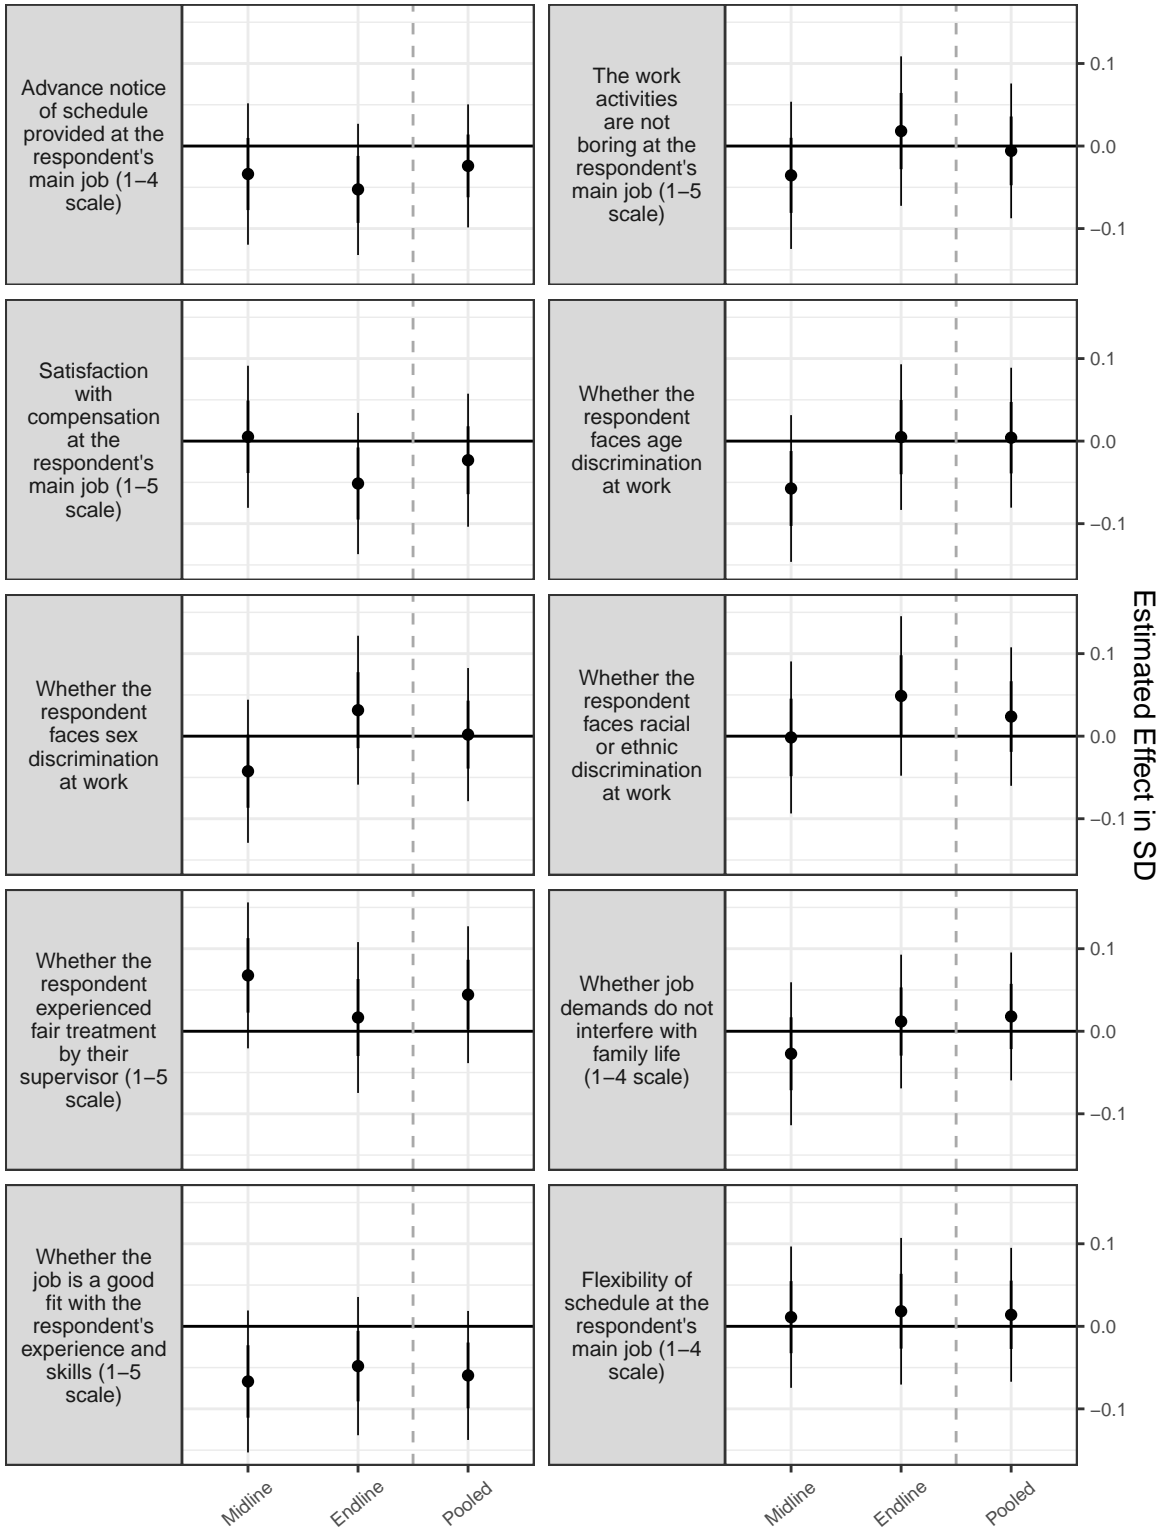 Advance notice
of schedule
provided at the
respondent's
main job (1−4
scale)
The work
activities
are not
boring at the
respondent's
main job (1−5
scale)
0.1
0.0
−0.1
Satisfaction
with
compensation
at the
respondent's
main job (1−5
scale)
Whether the
respondent
faces age
discrimination
at work
0.1
0.0
−0.1
Whether the
respondent
faces sex
discrimination
at work
Whether the
respondent
faces racial
or ethnic
discrimination
at work
0.1
0.0
−0.1
Estimated Effect in SD
Whether the
respondent
experienced
fair treatment
by their
supervisor (1−5
scale)
Whether job
demands do not
interfere with
family life
(1−4 scale)
0.1
0.0
−0.1
Whether the
job is a good
fit with the
respondent's
experience and
skills (1−5
scale)
Flexibility of
schedule at the
respondent's
main job (1−4
scale)
0.1
0.0
−0.1
Midline
Endline
Pooled
Midline
Endline
Pooled